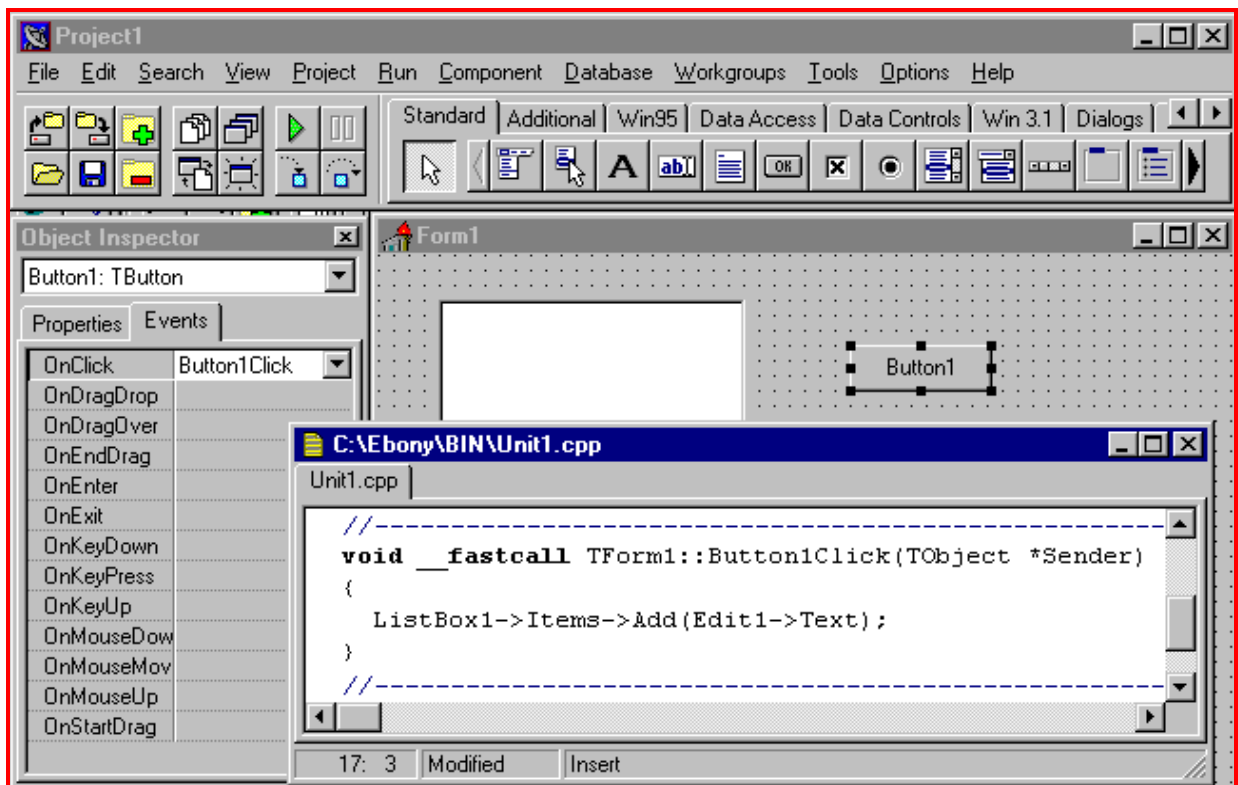 Project1
File Edit Search View Project Run Component Database Workgroups Tools Options Help
Standard Additional Win95 Data Access Data Controls Win 3.1 Dialogs
A ab OK
Object Inspector
Button1: TButton
Properties Events
OnClick Button1Click
OnDragDrop
OnDragOver
OnEndDrag
OnEnter
OnExit
OnKeyDown
OnKeyPress
OnKeyUp
OnMouseDow
OnMouseMov
OnMouseUp
OnStartDrag
Form1
Button1
C:\Ebony\BIN\Unit1.cpp
Unit1.cpp
//----------------------------------------------------
void __fastcall TForm1::Button1Click(TObject *Sender)
{
ListBox1->Items->Add(Edit1->Text);
}
//----------------------------------------------------
17: 3 Modified Insert